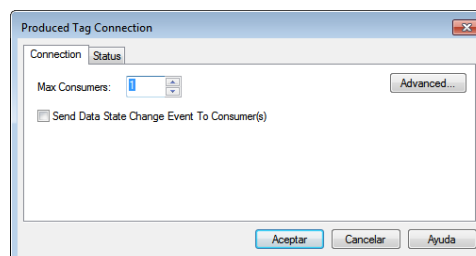 Produced Tag Connection
Connection Status
Max Consumers: 1 Advanced...
Send Data State Change Event To Consumer(s)
Aceptar Cancelar Ayuda